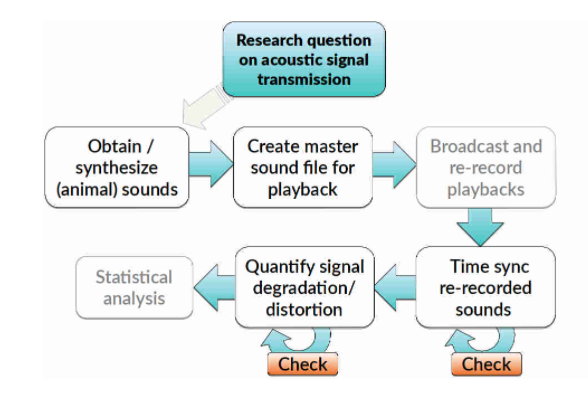 Research question
on acoustic signal
transmission
Obtain /
synthesize
(animal) sounds
Create master
sound file for
playback
Broadcast and
re-record
playbacks
Time sync
re-recorded
sounds
Check
Quantify signal
degradation/
distortion
Check
Statistical
analysis